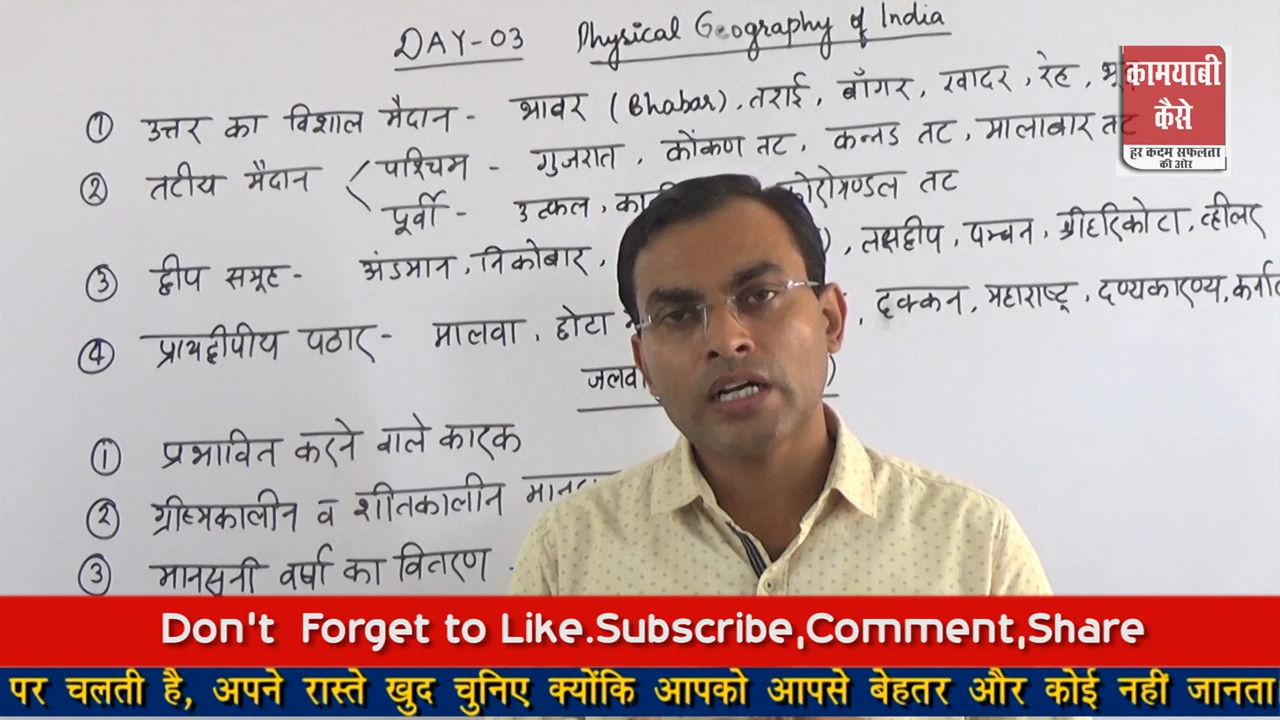 DAY-03 Physical Geography of India
① उत्तर का विशाल मैदान - भावर (Bhabar), तराई, बाँगर, खादर, रेह,
② तटीय मैदान पश्चिम - गुजरात, कोंकण तट, कन्नड तट, मालाबार तट
पूर्वी - उत्कल, कोरोमण्डल तट
③ द्वीप समूह - अंडमान, निकोबार, लक्षद्वीप, पम्बन, श्रीहरिकोटा, व्हीलर
④ प्रायद्वीपीय पठार - मालवा, छोटा दक्कन, महाराष्ट्र, दण्यकारण्य,
① प्रभावित करने वाले कारक
② ग्रीष्मकालीन व शीतकालीन
③ मानसूनी वर्षा का वितरण -
कामयाबी
कैसे
हर कदम सफलता
की ओर
Don't Forget to Like.Subscribe,Comment,Share
पर चलती है, अपने रास्ते खुद चुनिए क्योंकि आपको आपसे बेहतर और कोई नहीं जानता